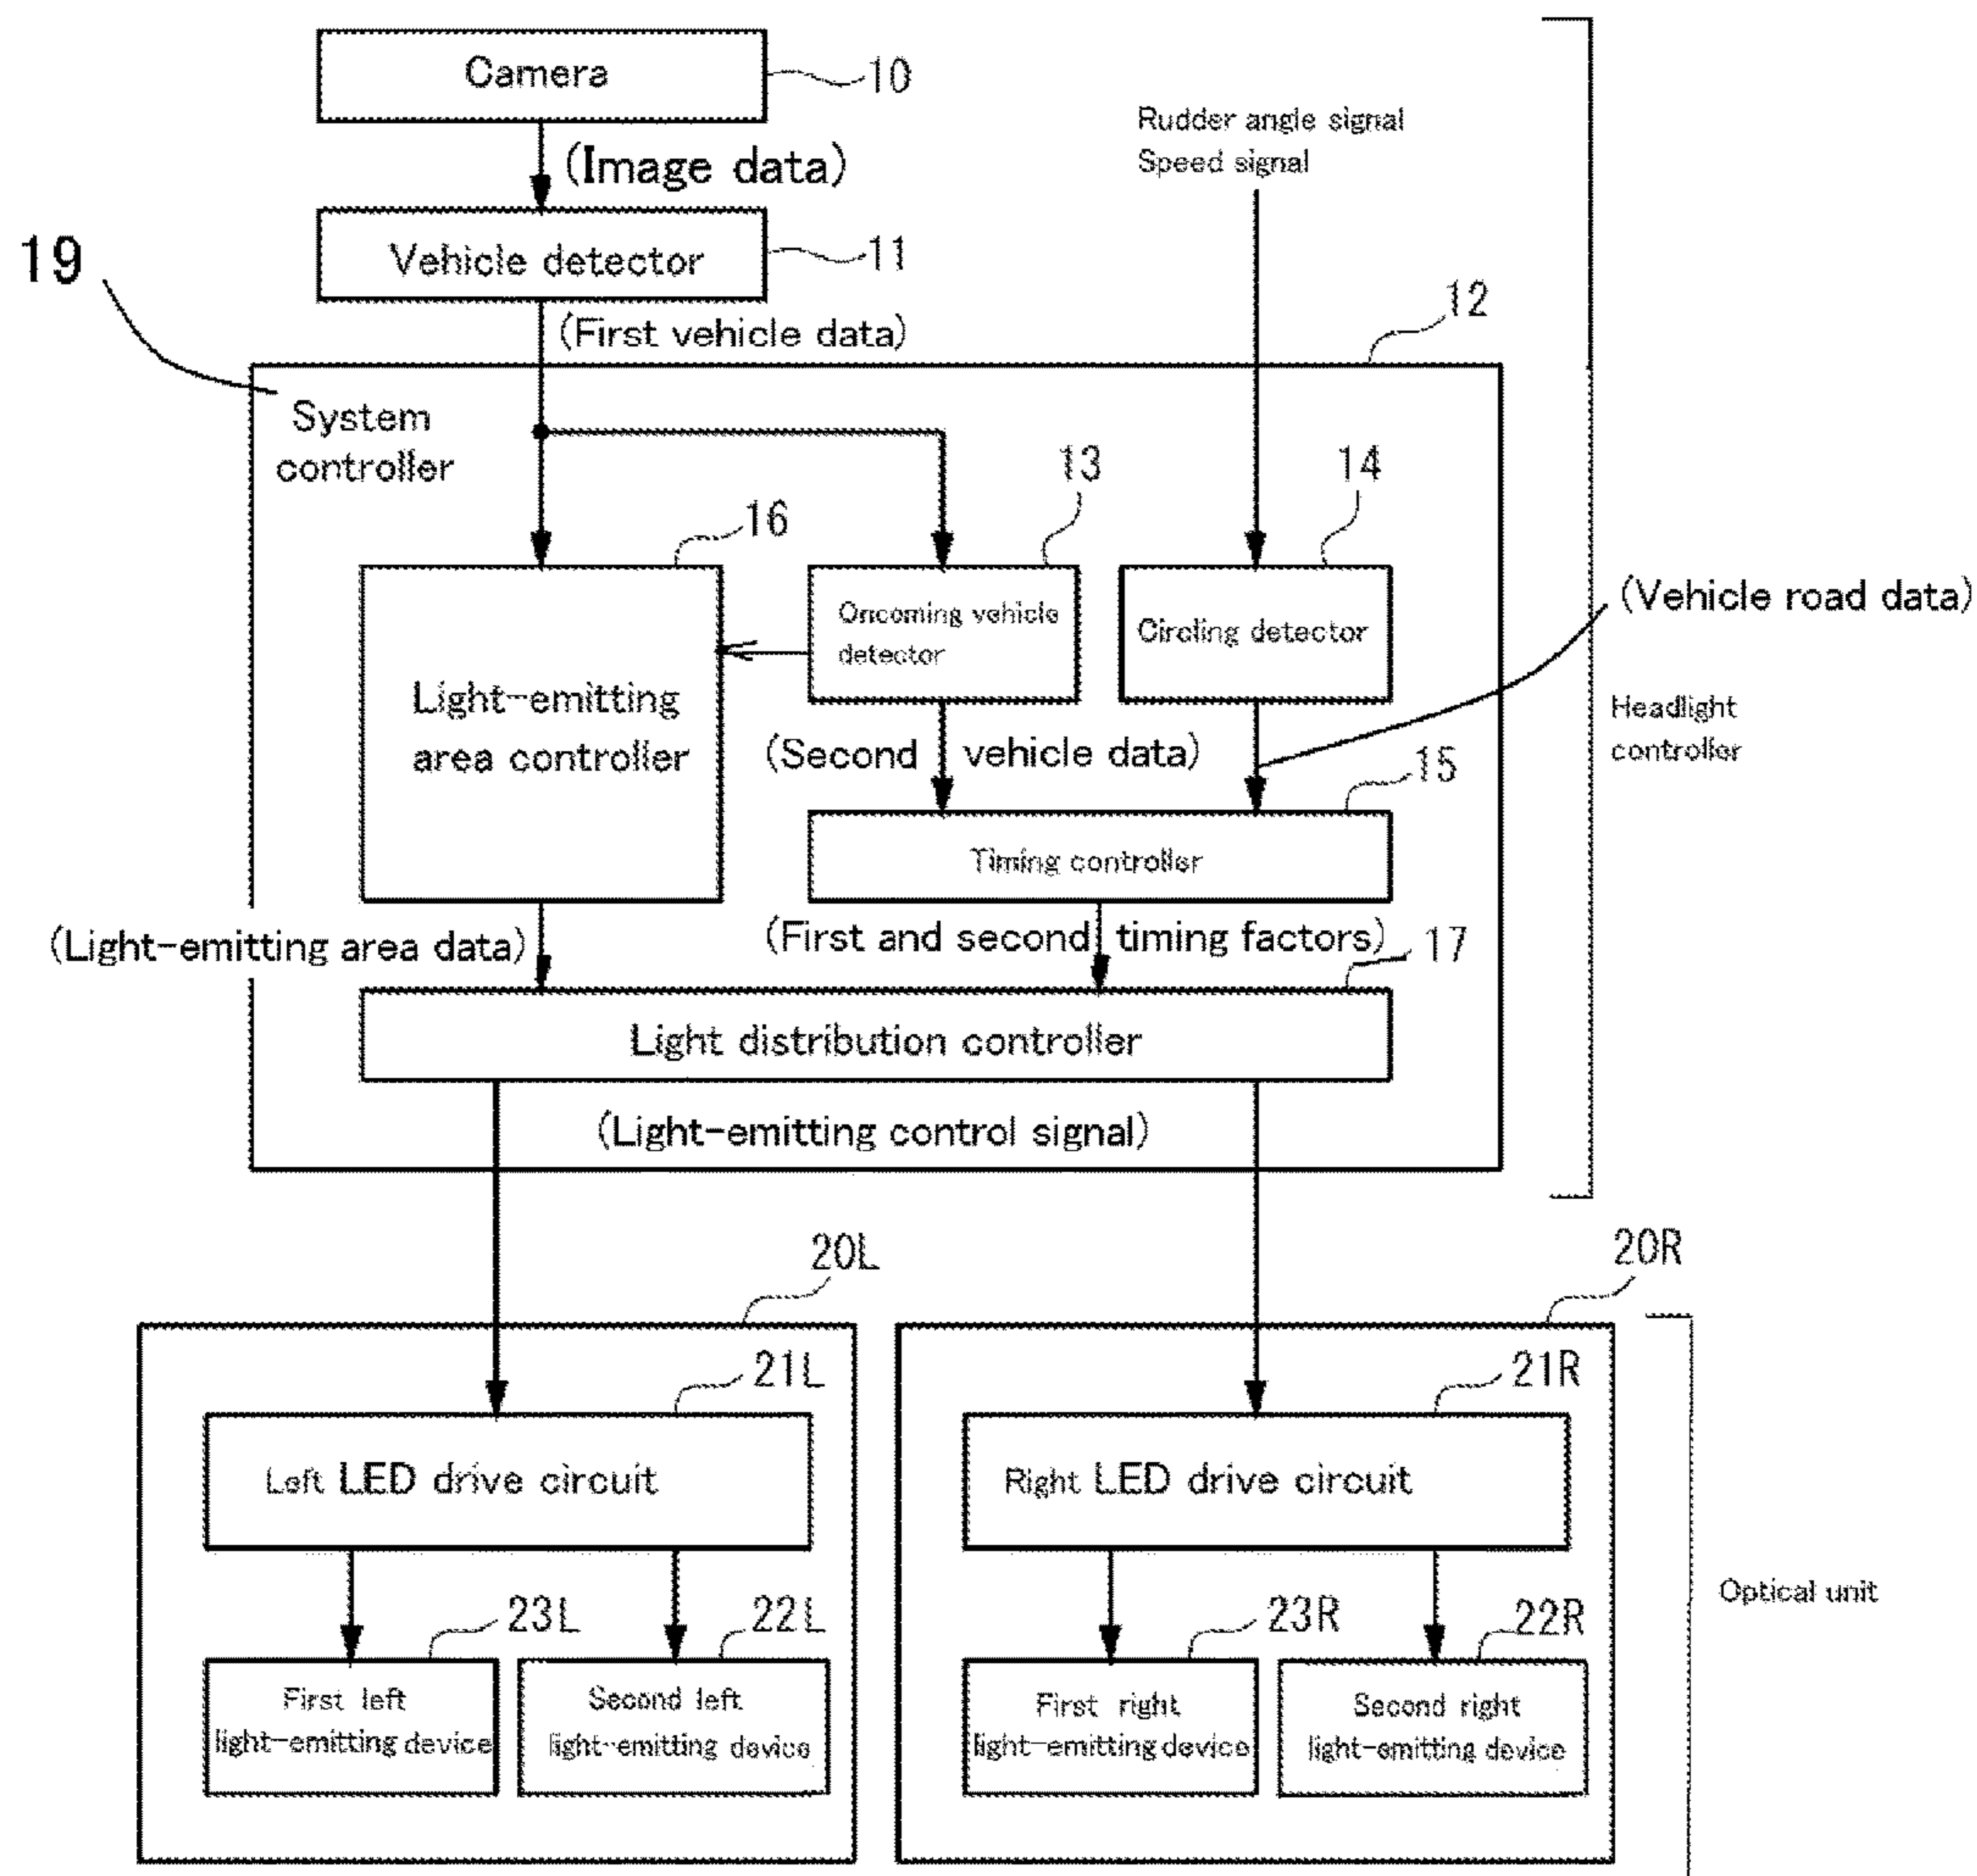 Camera
10
Rudder angle signal
Speed signal
(Image data)
19
Vehicle detector
11
(First vehicle data)
12
System
controller
16
13
14
Oncoming vehicle
detector
Circling detector
(Vehicle road data)
Light-emitting
area controller
Headlight
controller
(Second vehicle data)
15
Timing controller
(Light-emitting area data)
(First and second timing factors)
17
Light distribution controller
(Light-emitting control signal)
20L
20R
21L
21R
Left LED drive circuit
Right LED drive circuit
Optical unit
23L
22L
23R
22R
First left
light-emitting device
Second left
light-emitting device
First right
light-emitting device
Second right
light-emitting device